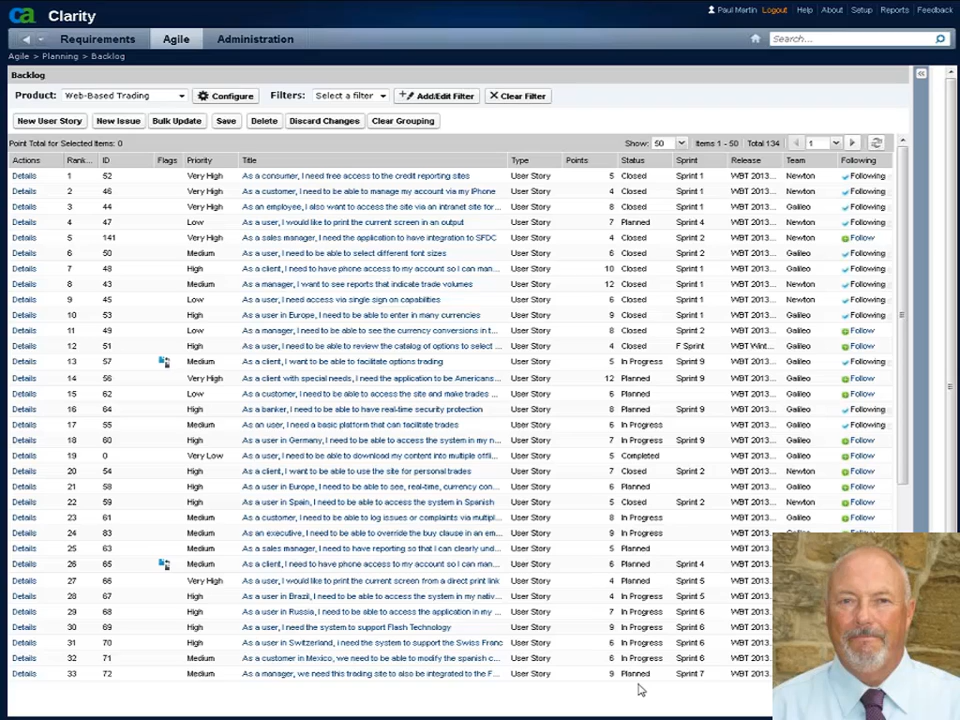 ca Clarity
Paul Martin Logout Help About Setup Reports Feedback
Requirements Agile Administration Search...
Agile > Planning > Backlog
Backlog
Product: Web-Based Trading Configure Filters: Select a filter Add/Edit Filter Clear Filter
New User Story New Issue Bulk Update Save Delete Discard Changes Clear Grouping
Point Total for Selected Items: 0 Show: 50 Items 1 - 50 Total 134 1
Actions Rank... ID Flags Priority Title Type Points Status Sprint Release Team Following
Details 1 52 Very High As a consumer, I need free access to the credit reporting sites User Story 5 Closed Sprint 1 WBT 2013... Newton Following
Details 2 46 Very High As a customer, I need to be able to manage my account via my iPhone User Story 4 Closed Sprint 1 WBT 2013... Newton Following
Details 3 44 Very High As an employee, I also want to access the site via an intranet site for... User Story 8 Closed Sprint 1 WBT 2013... Newton Following
Details 4 47 Low As a user, I would like to print the current screen in an output User Story 7 Planned Sprint 4 WBT 2013... Newton Following
Details 5 141 Very High As a sales manager, I need the application to have integration to SFDC User Story 4 Closed Sprint 2 WBT 2013... Newton Follow
Details 6 50 Medium As a user, I need to be able to select different font sizes User Story 6 Closed Sprint 2 WBT 2013... Galileo Following
Details 7 48 High As a client, I need to have phone access to my account so I can man... User Story 10 Closed Sprint 1 WBT 2013... Galileo Following
Details 8 43 Medium As a manager, I want to see reports that indicate trade volumes User Story 12 Closed Sprint 1 WBT 2013... Galileo Following
Details 9 45 Low As a user, I need access via single sign on capabilities User Story 6 Closed Sprint 1 WBT 2013... Galileo Following
Details 10 53 High As a user in Europe, I need to be able to enter in many currencies User Story 9 Closed Sprint 1 WBT 2013... Galileo Following
Details 11 49 Low As a manager, I need to be able to see the currency conversions in t... User Story 8 Closed Sprint 2 WBT 2013... Galileo Follow
Details 12 51 High As a user, I need to be able to review the catalog of options to select ... User Story 4 Closed F Sprint WBT Wint... Galileo Follow
Details 13 57 Medium As a client, I want to be able to facilitate options trading User Story 5 In Progress Sprint 9 WBT 2013... Galileo Following
Details 14 56 Very High As a client with special needs, I need the application to be Americans... User Story 12 Planned Sprint 9 WBT 2013... Galileo Follow
Details 15 62 Low As a customer, I need to be able to access the site and make trades ... User Story 6 Planned WBT 2013... Galileo Follow
Details 16 64 High As a banker, I need to be able to have real-time security protection User Story 8 Planned Sprint 9 WBT 2013... Galileo Following
Details 17 55 Medium As an user, I need a basic platform that can facilitate trades User Story 6 In Progress WBT 2013... Galileo Following
Details 18 60 High As a user in Germany, I need to be able to access the system in my n... User Story 7 In Progress Sprint 9 WBT 2013... Galileo Follow
Details 19 0 Very Low As a user, I need to be able to download my content into multiple offli... User Story 5 Completed WBT 2013... Galileo Follow
Details 20 54 High As a client, I want to be able to use the site for personal trades User Story 7 Closed Sprint 2 WBT 2013... Newton Follow
Details 21 58 High As a user in Europe, I need to be able to see, real-time, currency con... User Story 6 Planned WBT 2013... Galileo Follow
Details 22 59 High As a user in Spain, I need to be able to access the system in Spanish User Story 5 Closed Sprint 2 WBT 2013... Newton Follow
Details 23 61 Medium As a customer, I need to be able to log issues or complaints via multipl... User Story 8 In Progress WBT 2013... Galileo Follow
Details 24 83 Medium As an executive, I need to be able to override the buy clause in an em... User Story 9 In Progress WBT 2013...
Details 25 63 Medium As a sales manager, I need to have reporting so that I can clearly und... User Story 5 Planned WBT 2013.
Details 26 65 Medium As a client, I need to have phone access to my account so I can man... User Story 6 Planned Sprint 4 WBT 2013.
Details 27 66 Very High As a user, I would like to print the current screen from a direct print link User Story 4 Planned Sprint 5 WBT 2013.
Details 28 67 High As a user in Brazil, I need to be able to access the system in my nativ... User Story 4 In Progress Sprint 5 WBT 2013.
Details 29 68 High As a user in Russia, I need to be able to access the application in my ... User Story 7 In Progress Sprint 6 WBT 2013.
Details 30 69 High As a user, I need the system to support Flash Technology User Story 9 In Progress Sprint 6 WBT 2013.
Details 31 70 High As a user in Switzerland, i need the system to support the Swiss Franc User Story 6 In Progress Sprint 6 WBT 2013.
Details 32 71 Medium As a customer in Mexico, we need to be able to modify the spanish c... User Story 6 In Progress Sprint 6 WBT 2013.
Details 33 72 Medium As a manager, we need this trading site to also be integrated to the F... User Story 9 Planned Sprint 7 WBT 2013.